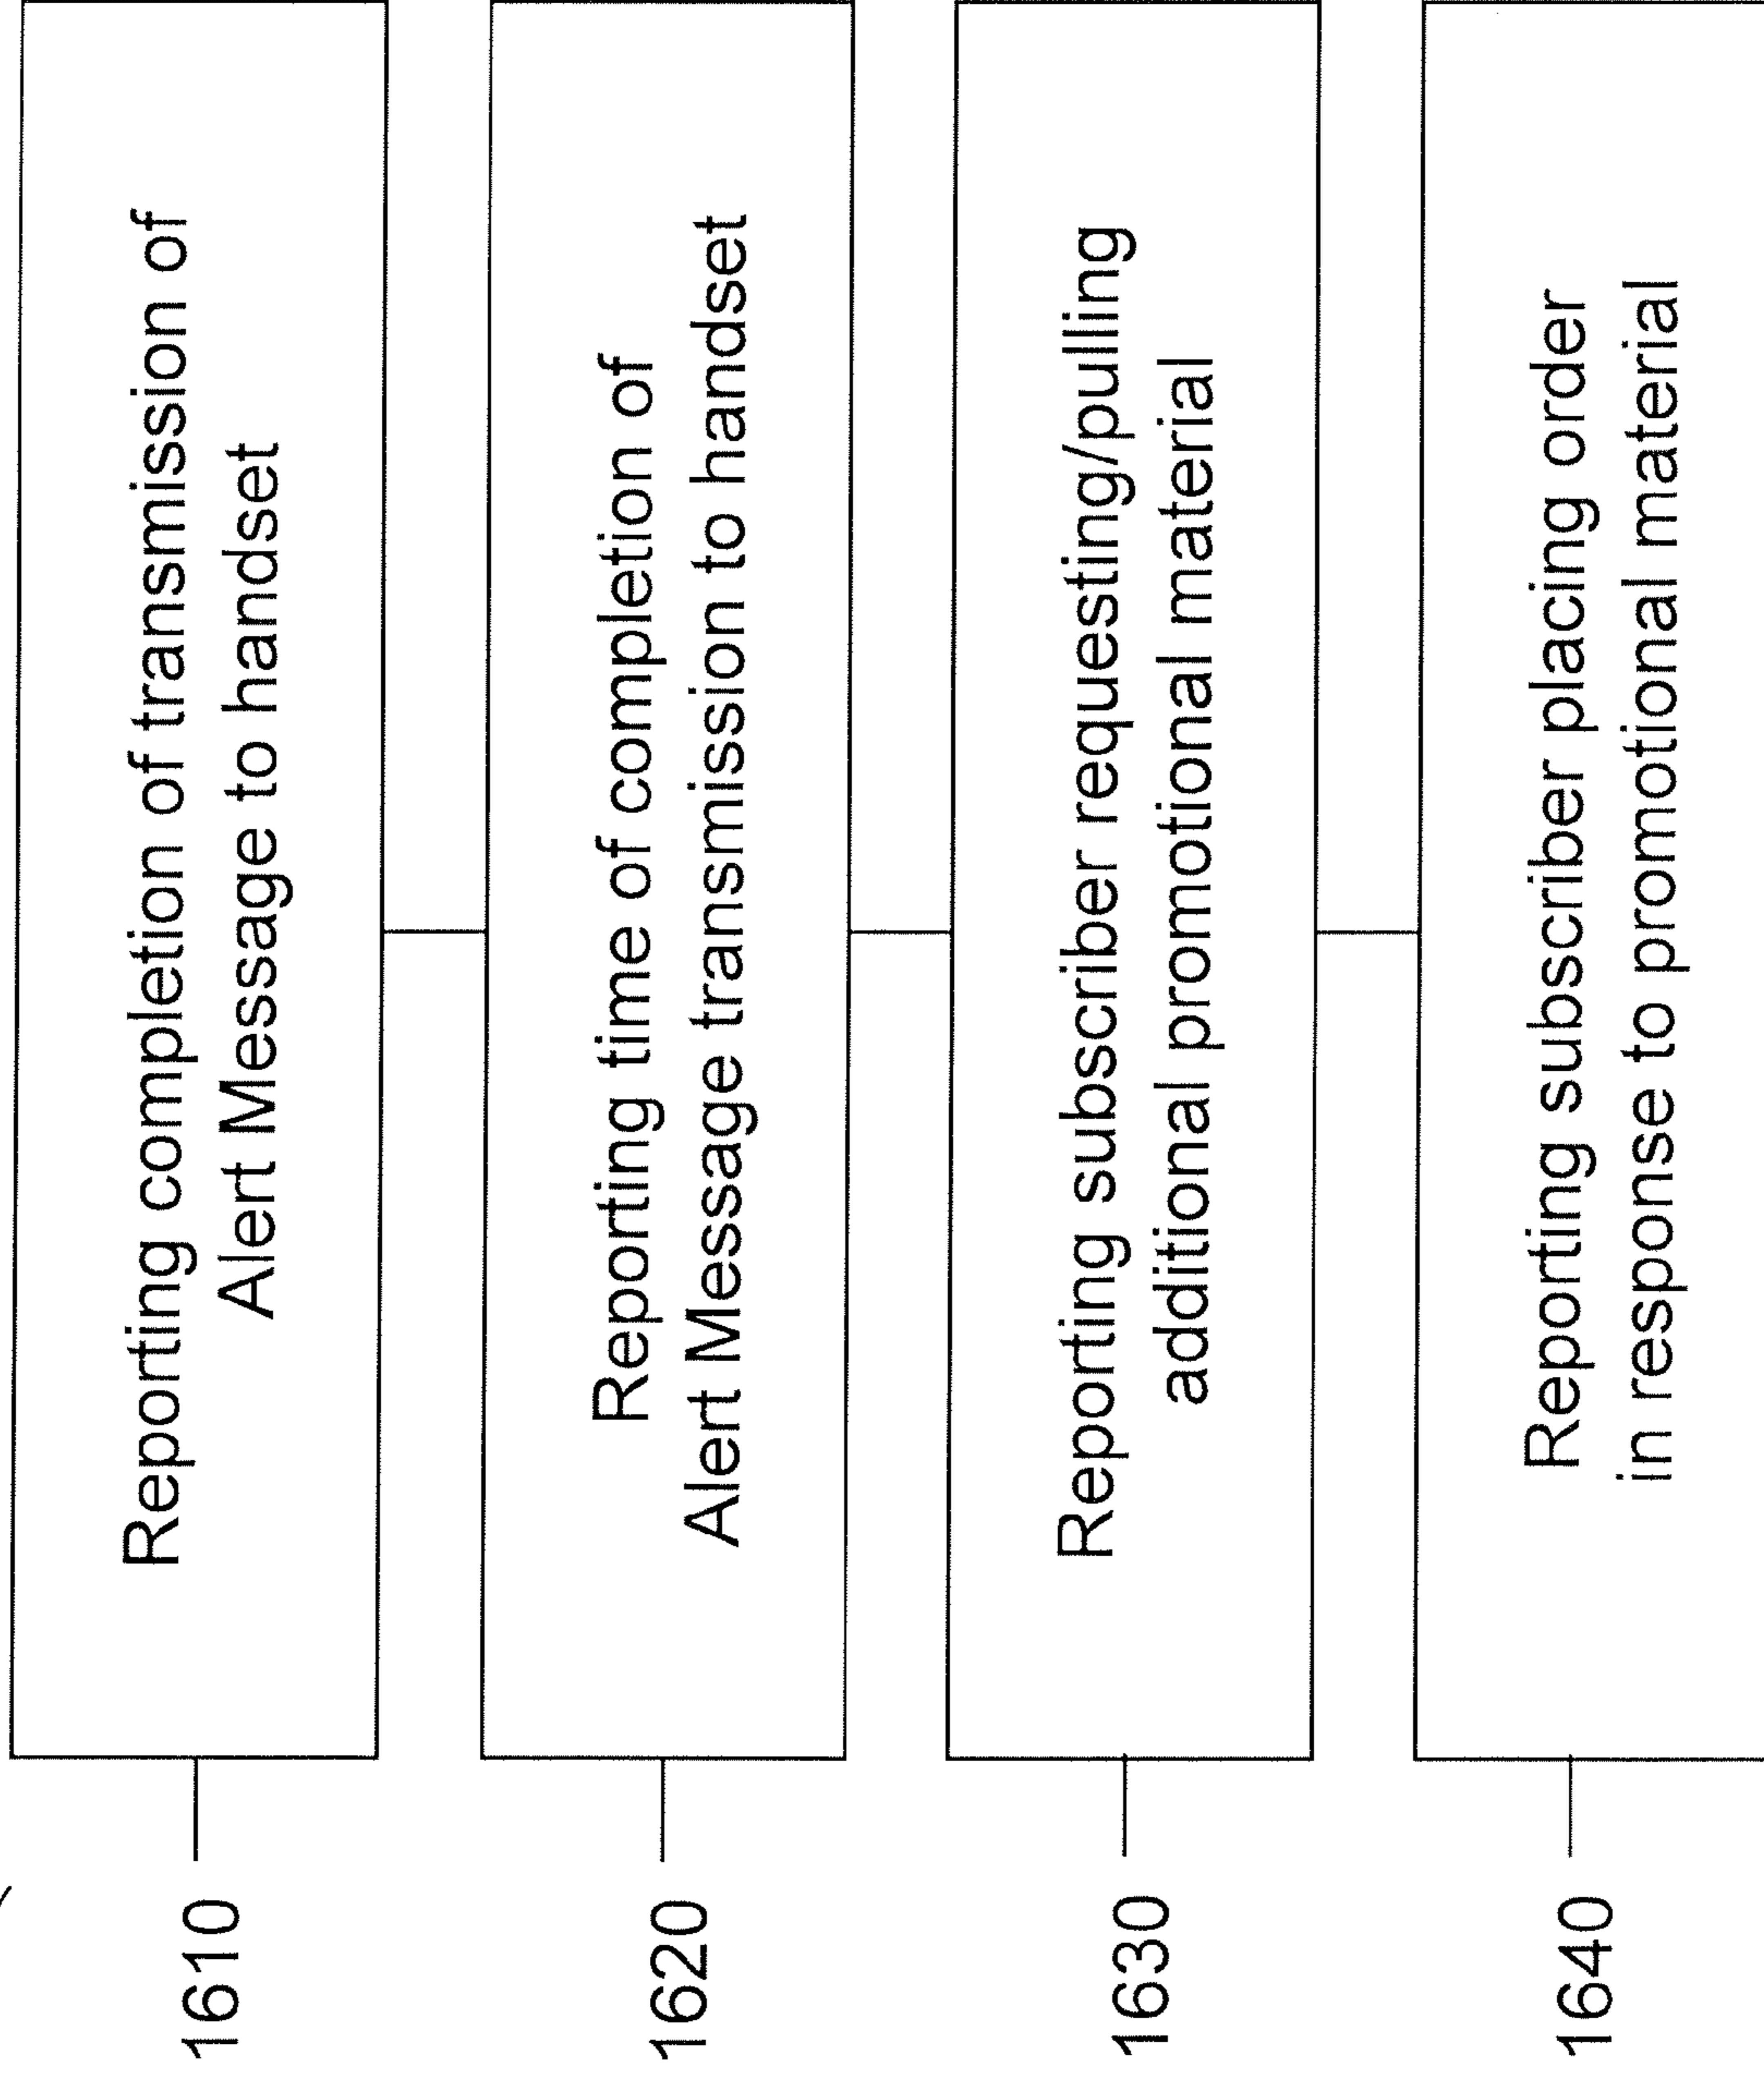 1610
Reporting completion of transmission of
Alert Message to handset
1620
Reporting time of completion of
Alert Message transmission to handset
1630
Reporting subscriber requesting/pulling
additional promotional material
1640
Reporting subscriber placing order
in response to promotional material